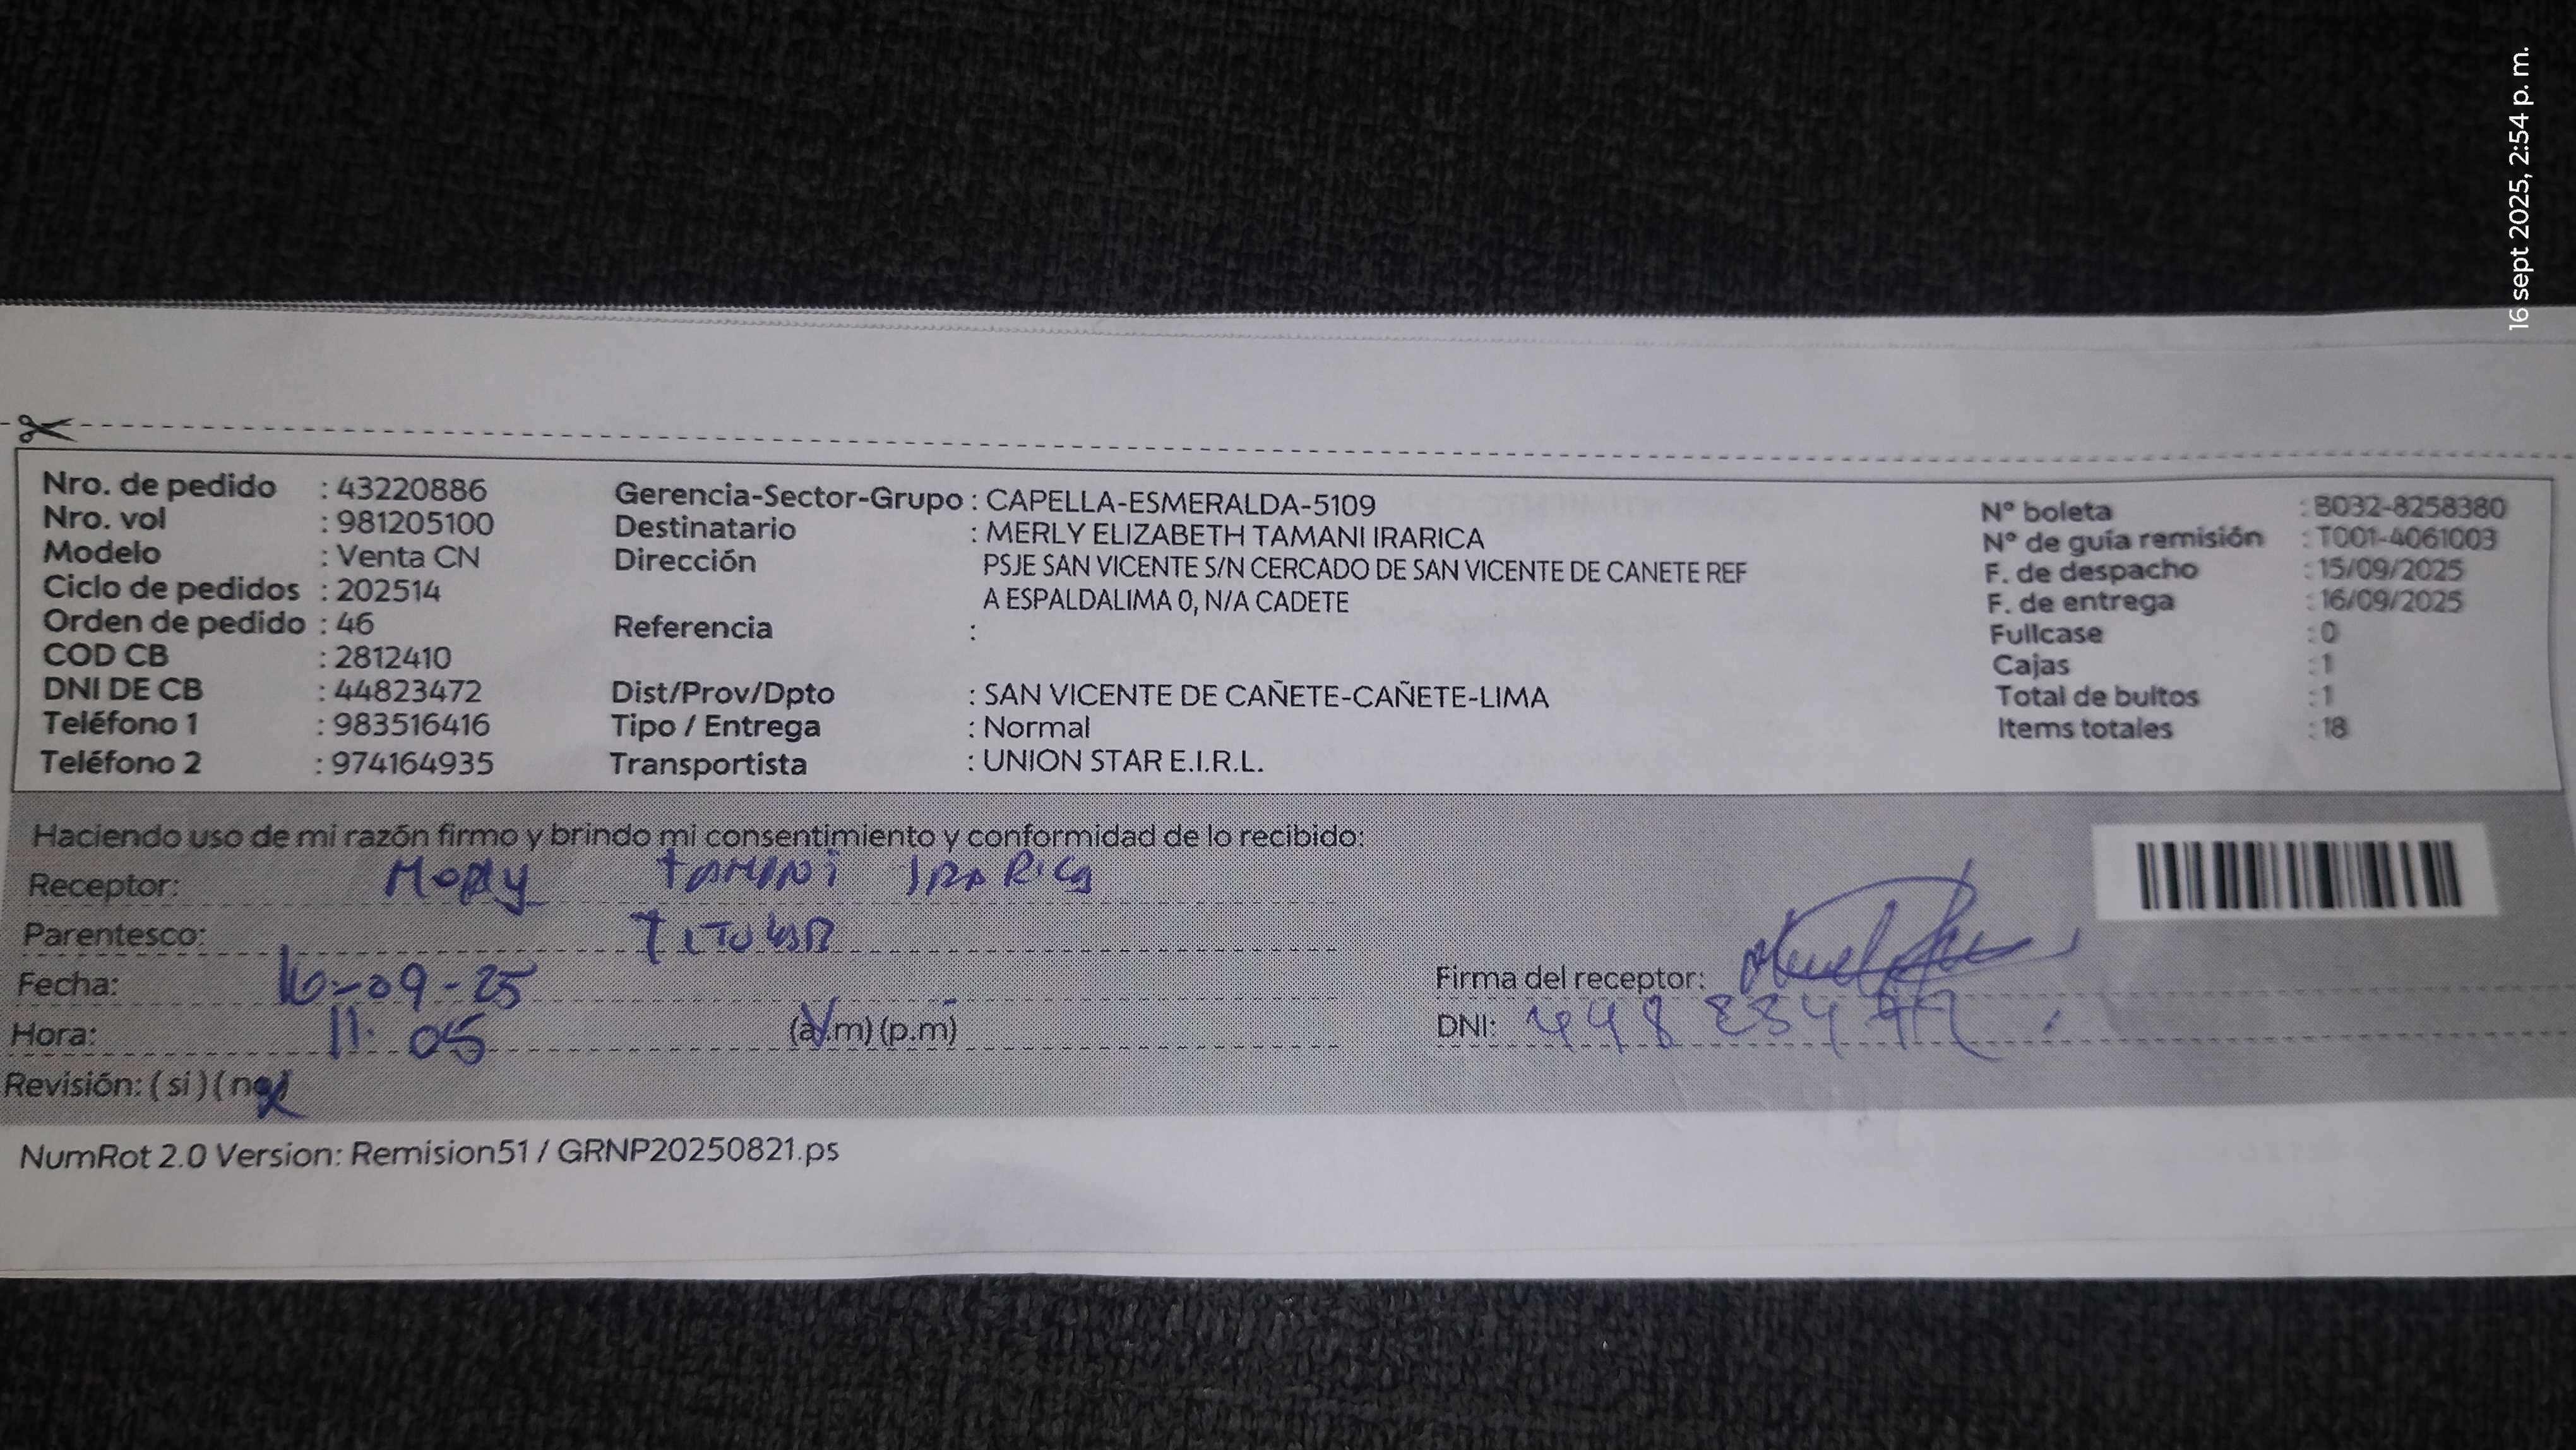 16 sept 2025, 2:54 p. m.
Nro. de pedido : 43220886
Nro. vol : 981205100
Modelo : Venta CN
Ciclo de pedidos : 202514
Orden de pedido : 46
COD CB : 2812410
DNI DE CB : 44823472
Teléfono 1 : 983516416
Teléfono 2 : 974164935
Gerencia-Sector-Grupo : CAPELLA-ESMERALDA-5109
Destinatario : MERLY ELIZABETH TAMANI IRARICA
Dirección PSJE SAN VICENTE S/N CERCADO DE SAN VICENTE DE CANETE REF
A ESPALDALIMA 0, N/A CADETE
Referencia :
Dist/Prov/Dpto : SAN VICENTE DE CAÑETE-CAÑETE-LIMA
Tipo / Entrega : Normal
Transportista : UNION STAR E.I.R.L.
N° boleta : B032-8258380
N° de guía remisión : T001-4061003
F. de despacho : 15/09/2025
F. de entrega : 16/09/2025
Fullcase : 0
Cajas : 1
Total de bultos : 1
Items totales : 18
Haciendo uso de mi razón firmo y brindo mi consentimiento y conformidad de lo recibido:
Receptor: Merly TAMANi IRARICA
Parentesco: TiTULAR
Fecha: 16-09-25
Hora: 11. 05 (a.m) (p.m)
Revisión: (si) (no)
Firma del receptor:
DNI:
NumRot 2.0 Version: Remision51 / GRNP20250821.ps